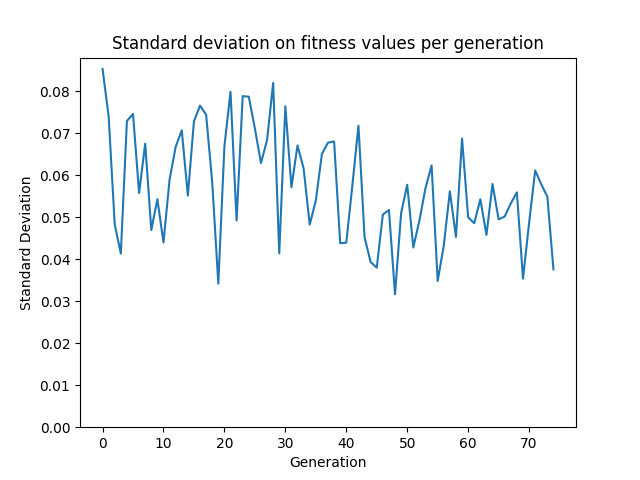 Standard deviation on fitness values per generation
0.08
0.07
0.06
0.05
0.04
0.03
0.02
0.01
0.00
Standard Deviation
0 10 20 30 40 50 60 70
Generation